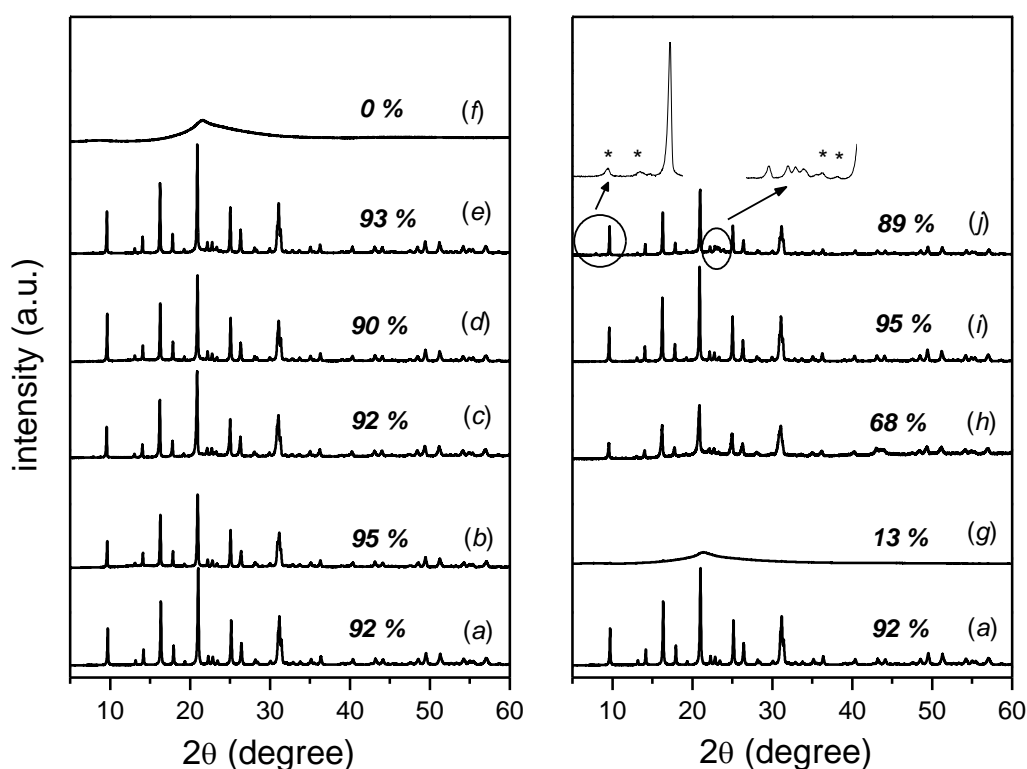 intensity (a.u.)
0 % (f)
93 % (e)
90 % (d)
92 % (c)
95 % (b)
92 % (a)
10 20 30 40 50 60
2θ (degree)
* * * *
89 % (j)
95 % (i)
68 % (h)
13 % (g)
92 % (a)
10 20 30 40 50 60
2θ (degree)